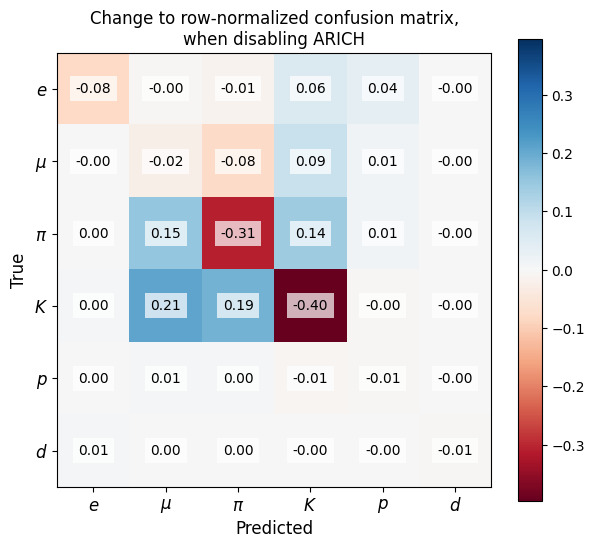 Change to row-normalized confusion matrix,
when disabling ARICH
e -0.08 -0.00 -0.01 0.06 0.04 -0.00
μ -0.00 -0.02 -0.08 0.09 0.01 -0.00
π 0.00 0.15 -0.31 0.14 0.01 -0.00
K 0.00 0.21 0.19 -0.40 -0.00 -0.00
p 0.00 0.01 0.00 -0.01 -0.01 -0.00
d 0.01 0.00 0.00 -0.00 -0.00 -0.01
e μ π K p d
Predicted
True
0.3
0.2
0.1
0.0
−0.1
−0.2
−0.3